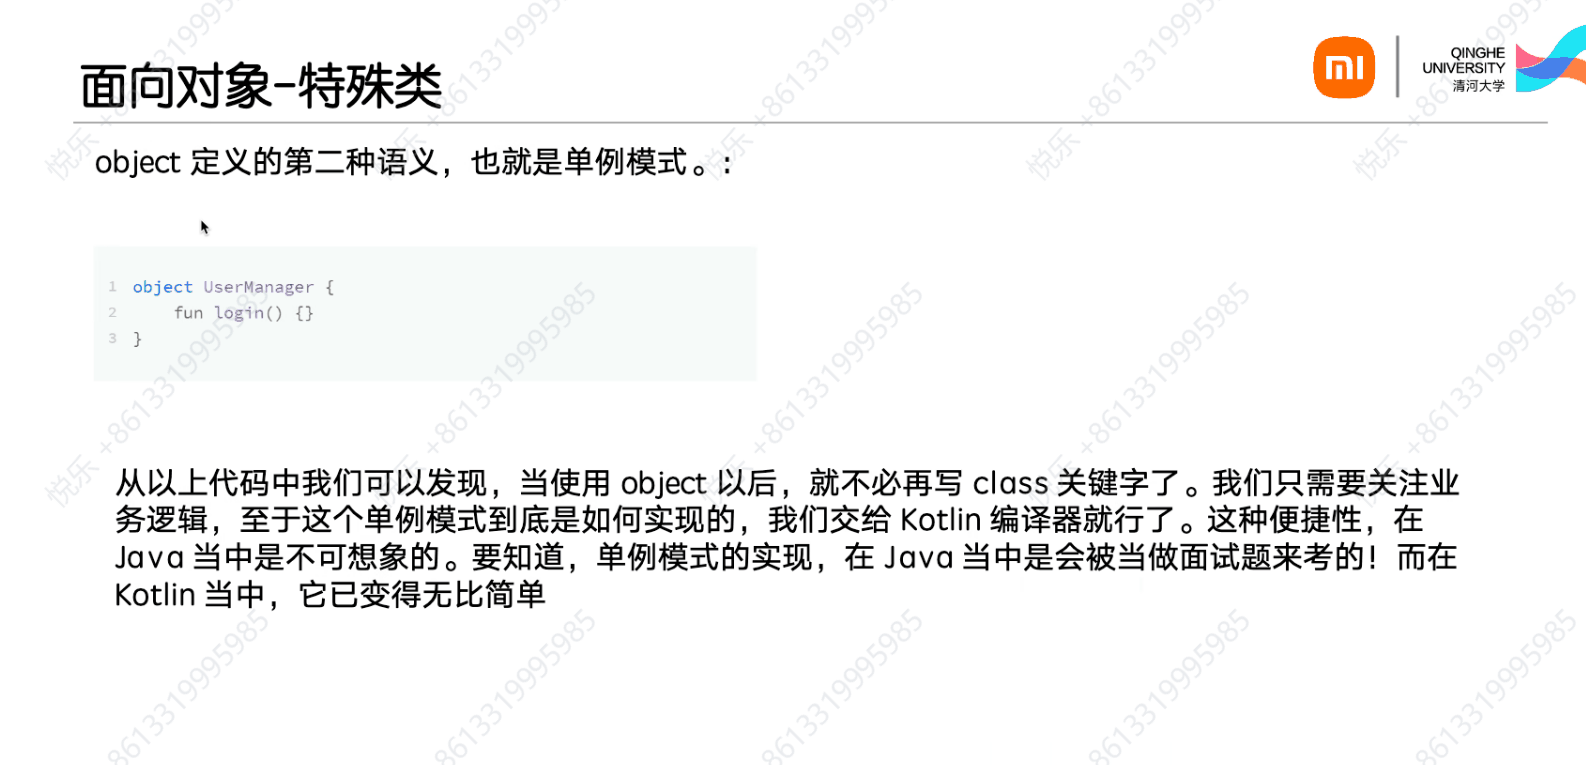 面向对象-特殊类
mi
QINGHE
UNIVERSITY
清河大学
object 定义的第二种语义，也就是单例模式。:
1 object UserManager {
2     fun login() {}
3 }
从以上代码中我们可以发现，当使用 object 以后，就不必再写 class 关键字了。我们只需要关注业
务逻辑，至于这个单例模式到底是如何实现的，我们交给 Kotlin 编译器就行了。这种便捷性，在
Java 当中是不可想象的。要知道，单例模式的实现，在 Java 当中是会被当做面试题来考的！而在
Kotlin 当中，它已变得无比简单
悦乐 +8613319995985